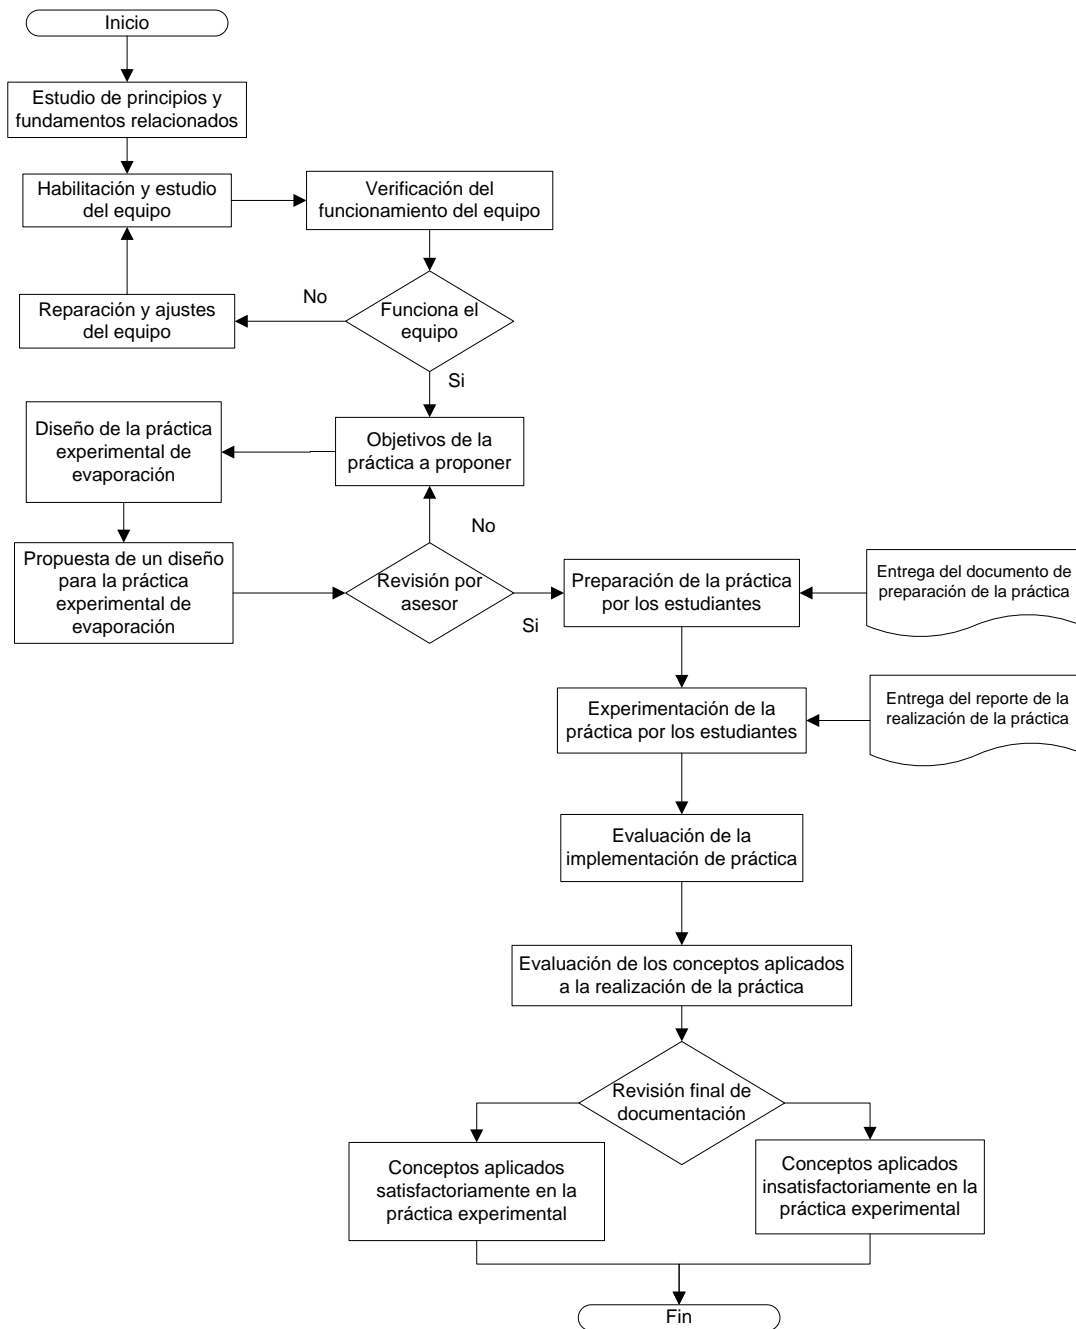 Inicio
Estudio de principios y
fundamentos relacionados
Habilitación y estudio
del equipo
Verificación del
funcionamiento del equipo
No
Reparación y ajustes
del equipo
Funciona el
equipo
Si
Diseño de la práctica
experimental de
evaporación
Objetivos de la
práctica a proponer
No
Propuesta de un diseño
para la práctica
experimental de
evaporación
Revisión por
asesor
Si
Preparación de la práctica
por los estudiantes
Entrega del documento de
preparación de la práctica
Experimentación de la
práctica por los estudiantes
Entrega del reporte de la
realización de la práctica
Evaluación de la
implementación de práctica
Evaluación de los conceptos aplicados
a la realización de la práctica
Revisión final de
documentación
Conceptos aplicados
satisfactoriamente en la
práctica experimental
Conceptos aplicados
insatisfactoriamente en la
práctica experimental
Fin